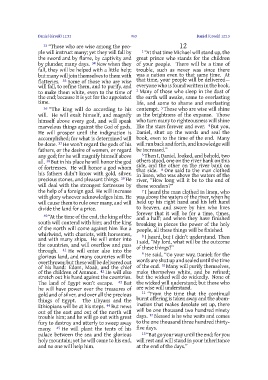 Daniel (Daniel) 11:33
Daniel (Daniel) 12:13
33 “Those who are wise among the peo-
ple will instruct many; yet they will fall by
the sword and by flame, by captivity and
by plunder, many days. 34 Now when they
fall, they will be helped with a little help;
but many will join themselves to them with
flatteries. 35 Some of those who are wise
will fall, to refine them, and to purify, and
to make them white, even to the time of
the end; because it is yet for the appointed
time.
36 “The king will do according to his
will. He will exalt himself, and magnify
himself above every god, and will speak
marvelous things against the God of gods.
He will prosper until the indignation is
accomplished; for what is determined will
be done. 37 He won’t regard the gods of his
fathers, or the desire of women, or regard
any god; for he will magnify himself above
all. 38 But in his place he will honor the god
of fortresses. He will honor a god whom
his fathers didn’t know with gold, silver,
precious stones, and pleasant things. 39 He
will deal with the strongest fortresses by
the help of a foreign god. He will increase
with glory whoever acknowledges him. He
will cause them to rule over many, and will
divide the land for a price.
40 “At the time of the end, the king of the
south will contend with him; and the king
of the north will come against him like a
whirlwind, with chariots, with horsemen,
and with many ships. He will enter into
the countries, and will overflow and pass
through. 41 He will enter also into the
glorious land, and many countries will be
overthrown; but these will be delivered out
of his hand: Edom, Moab, and the chief
of the children of Ammon. 42 He will also
stretch out his hand against the countries.
The land of Egypt won’t escape. 43 But
he will have power over the treasures of
gold and of silver, and over all the precious
things of Egypt. The Libyans and the
Ethiopians will be at his steps. 44 But news
out of the east and out of the north will
trouble him; and he will go out with great
fury to destroy and utterly to sweep away
many. 45 He will plant the tents of his
palace between the sea and the glorious
holy mountain; yet he will come to his end,
and no one will help him.
12
1 “At that time Michael will stand up, the
great prince who stands for the children
of your people. There will be a time of
trouble, such as never was since there
was a nation even to that same time. At
that time, your people will be delivered—
everyone who is found written in the book.
2 Many of those who sleep in the dust of
the earth will awake, some to everlasting
life, and some to shame and everlasting
contempt. 3 Those who are wise will shine
as the brightness of the expanse. Those
who turn many to righteousness will shine
like the stars forever and ever. 4 But you,
Daniel, shut up the words and seal the
book, even to the time of the end. Many
will run back and forth, and knowledge will
be increased.”
5 Then I, Daniel, looked, and behold, two
others stood, one on the river bank on this
side, and the other on the river bank on
that side. 6 One said to the man clothed
in linen, who was above the waters of the
river, “How long will it be to the end of
these wonders?”
7 I heard the man clothed in linen, who
was above the waters of the river, when he
held up his right hand and his left hand
to heaven, and swore by him who lives
forever that it will be for a time, times,
and a half; and when they have finished
breaking in pieces the power of the holy
people, all these things will be finished.
8 I heard, but I didn’t understand. Then
I said, “My lord, what will be the outcome
of these things?”
9 He said, “Go your way, Daniel; for the
words are shut up and sealed until the time
of the end. 10 Many will purify themselves,
make themselves white, and be refined;
but the wicked will do wickedly. None of
the wicked will understand; but those who
are wise will understand.
11 “From the time that the continual
burnt offering is taken away and the abom-
ination that makes desolate set up, there
will be one thousand two hundred ninety
days. 12 Blessed is he who waits and comes
to the one thousand three hundred thirty-
five days.
13 “But go your way until the end; for you
will rest and will stand in your inheritance
at the end of the days.”